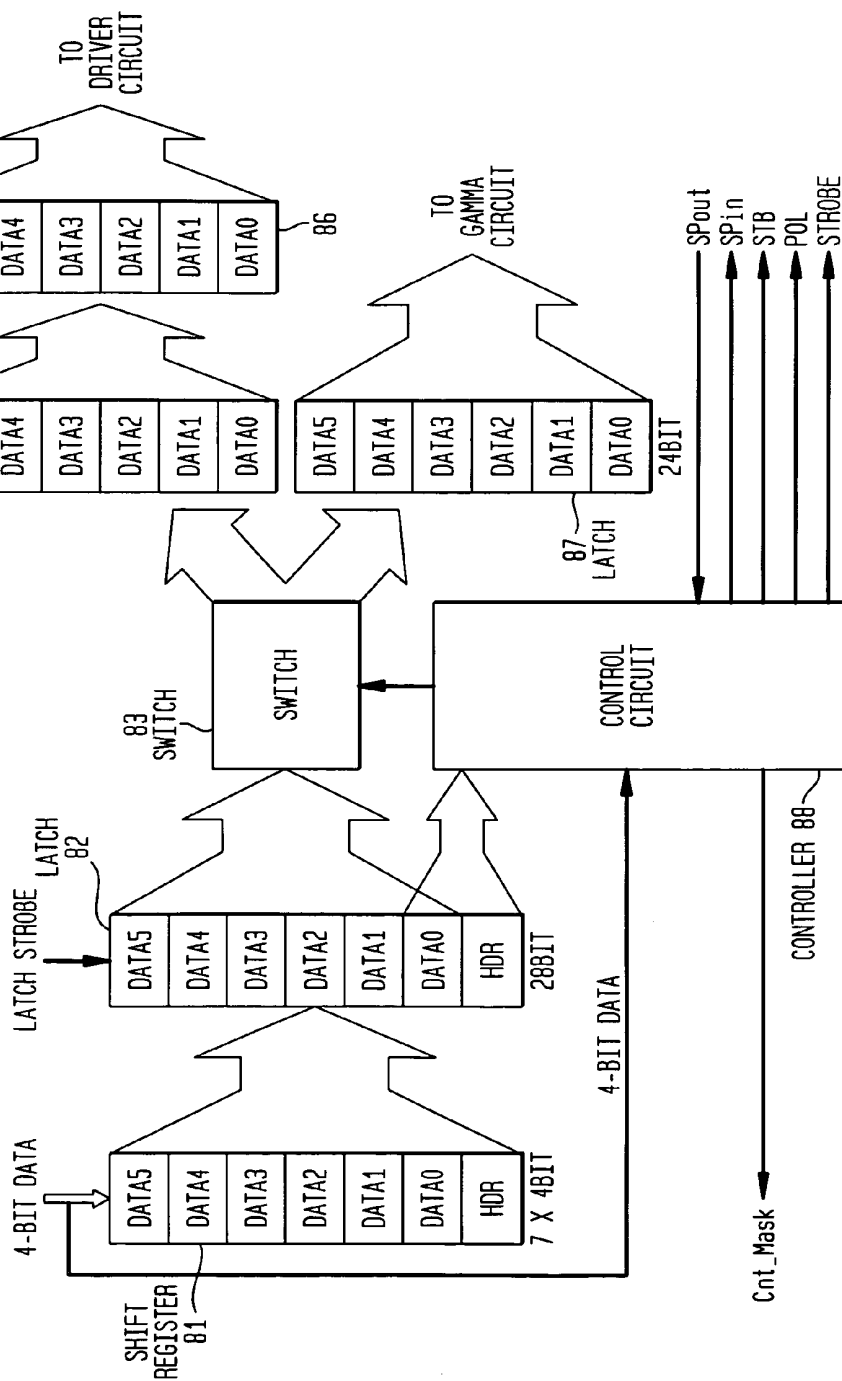 4-BIT DATA
SHIFT
REGISTER
81
DATA5
DATA4
DATA3
DATA2
DATA1
DATA0
HDR
7 X 4BIT
LATCH STROBE
LATCH
82
DATA5
DATA4
DATA3
DATA2
DATA1
DATA0
HDR
28BIT
83
SWITCH
SWITCH
DATA4
DATA3
DATA2
DATA1
DATA0
DATA4
DATA3
DATA2
DATA1
DATA0
86
TO
DRIVER
CIRCUIT
DATA5
DATA4
DATA3
DATA2
DATA1
DATA0
24BIT
87
LATCH
TO
GAMMA
CIRCUIT
4-BIT DATA
CONTROL
CIRCUIT
CONTROLLER 88
Cnt_Mask
SPout
SPin
STB
POL
STROBE